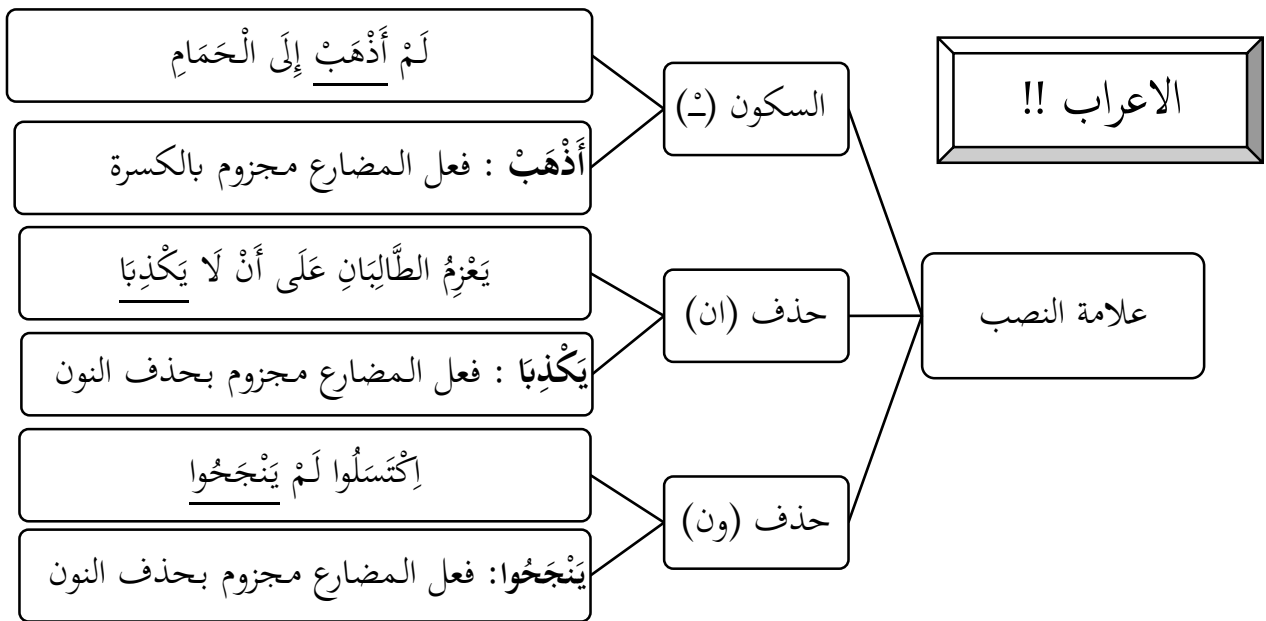 الاعراب !!
علامة النصب
السكون (ـْ)
لَمْ أَذْهَبْ إِلَى الْحَمَامِ
أَذْهَبْ : فعل المضارع مجزوم بالكسرة
حذف (ان)
يَعْزِمُ الطَّالِبَانِ عَلَى أَنْ لَا يَكْذِبَا
يَكْذِبَا : فعل المضارع مجزوم بحذف النون
حذف (ون)
اِكْتَسَلُوا لَمْ يَنْجَحُوا
يَنْجَحُوا: فعل المضارع مجزوم بحذف النون